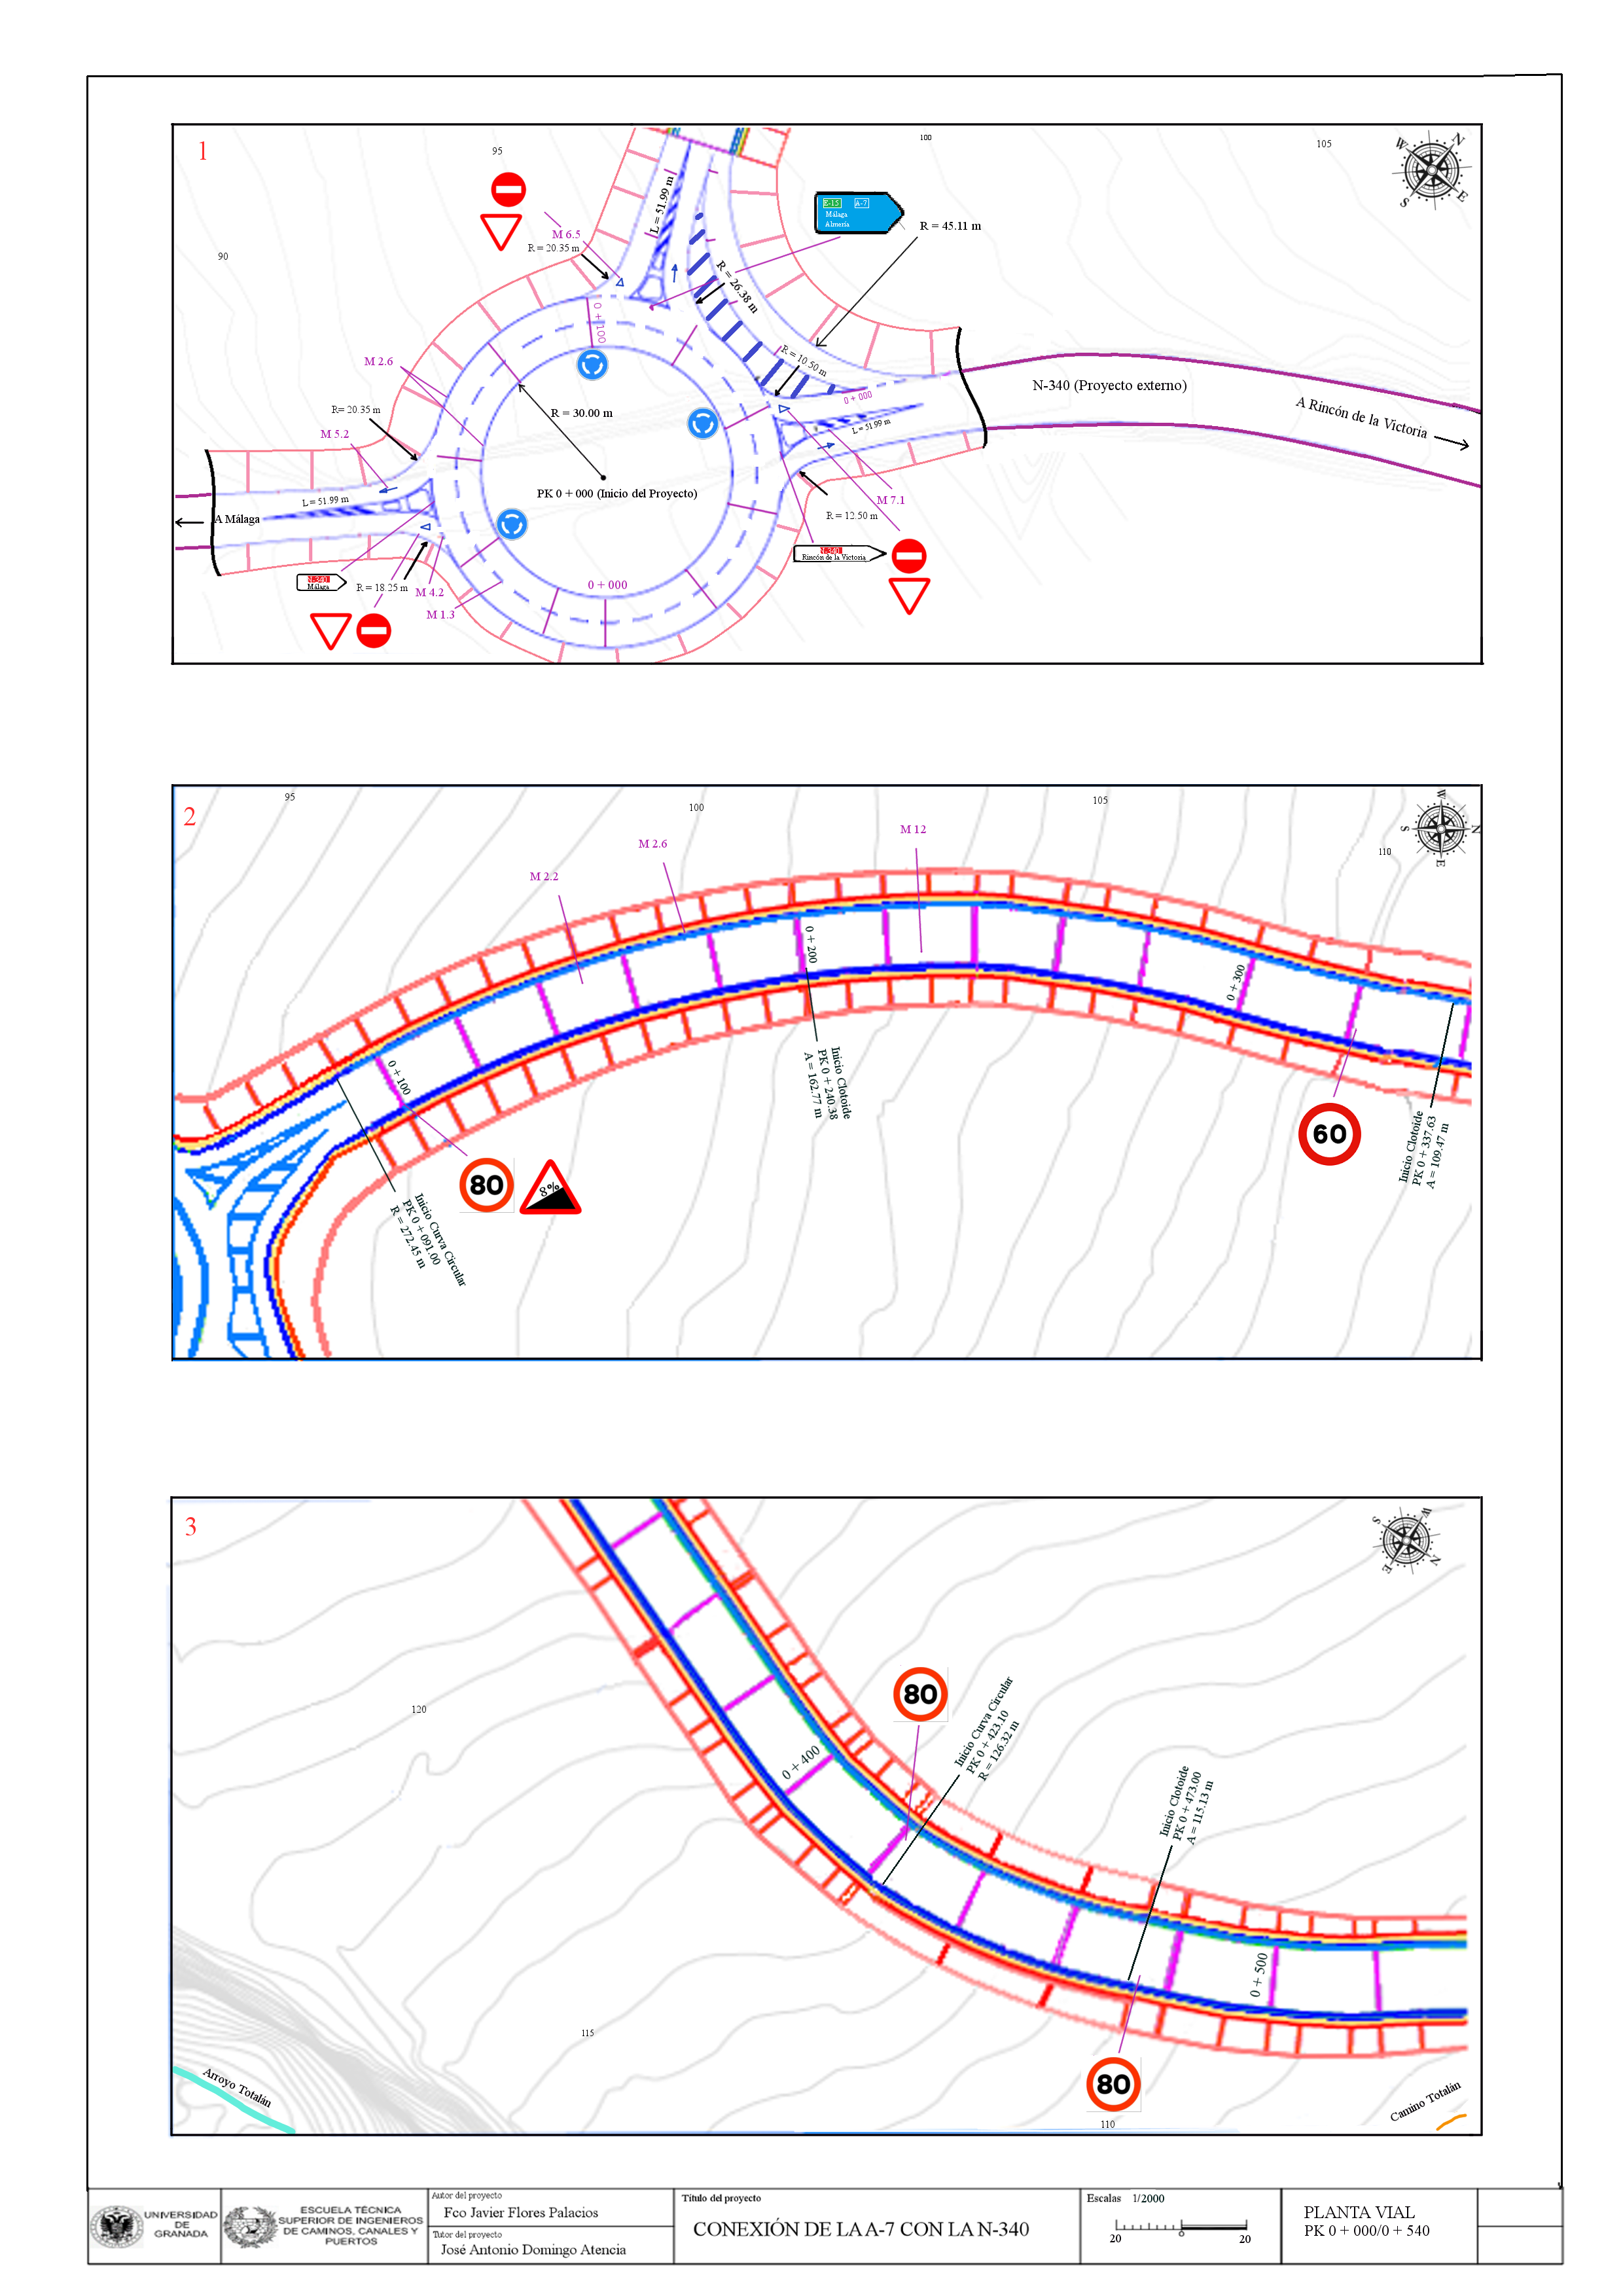 1
95
100
105
90
N
W
E
S
E-15 A-7
Málaga
Almería
R = 45.11 m
L = 51.99 m
M 6.5
R = 20.35 m
R = 26.38 m
0 + 100
M 2.6
R = 10.50 m
0 + 000
L = 51.99 m
N-340 (Proyecto externo)
A Rincón de la Victoria
R = 30.00 m
R= 20.35 m
M 5.2
PK 0 + 000 (Inicio del Proyecto)
L = 51.99 m
A Málaga
M 7.1
R = 12.50 m
N-340
Rincón de la Victoria
N-340
Málaga
R = 18.25 m
M 4.2
M 1.3
0 + 000
2
95
100
105
110
W
S
N
E
M 12
M 2.6
M 2.2
0 + 200
0 + 300
0 + 100
Inicio Clotoide
PK 0 + 240.38
A = 162.77 m
80
8%
60
Inicio Clotoide
PK 0 + 337.63
A = 109.47 m
Inicio Curva Circular
PK 0 + 091.00
R = 272.45 m
3
W
S
N
E
120
80
Inicio Curva Circular
PK 0 + 423.10
R = 126.32 m
0 + 400
Inicio Clotoide
PK 0 + 473.00
A = 115.13 m
0 + 500
115
80
110
Arroyo Totalán
Camino Totalán
UNIVERSIDAD
DE
GRANADA
ESCUELA TÉCNICA
SUPERIOR DE INGENIEROS
DE CAMINOS, CANALES Y
PUERTOS
Autor del proyecto
Fco Javier Flores Palacios
Tutor del proyecto
José Antonio Domingo Atencia
Título del proyecto
CONEXIÓN DE LA A-7 CON LA N-340
Escalas 1/2000
20 0 20
PLANTA VIAL
PK 0 + 000/0 + 540